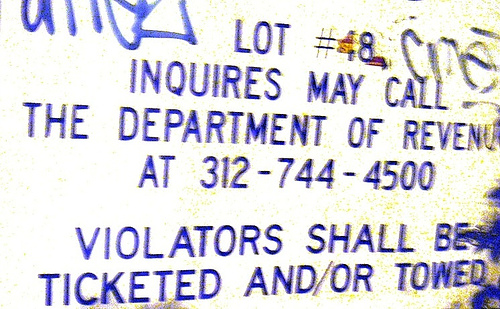 LOT #48
INQUIRES MAY CALL
THE DEPARTMENT OF REVENU
AT 312-744-4500
VIOLATORS SHALL BE
TICKETED AND/OR TOWED